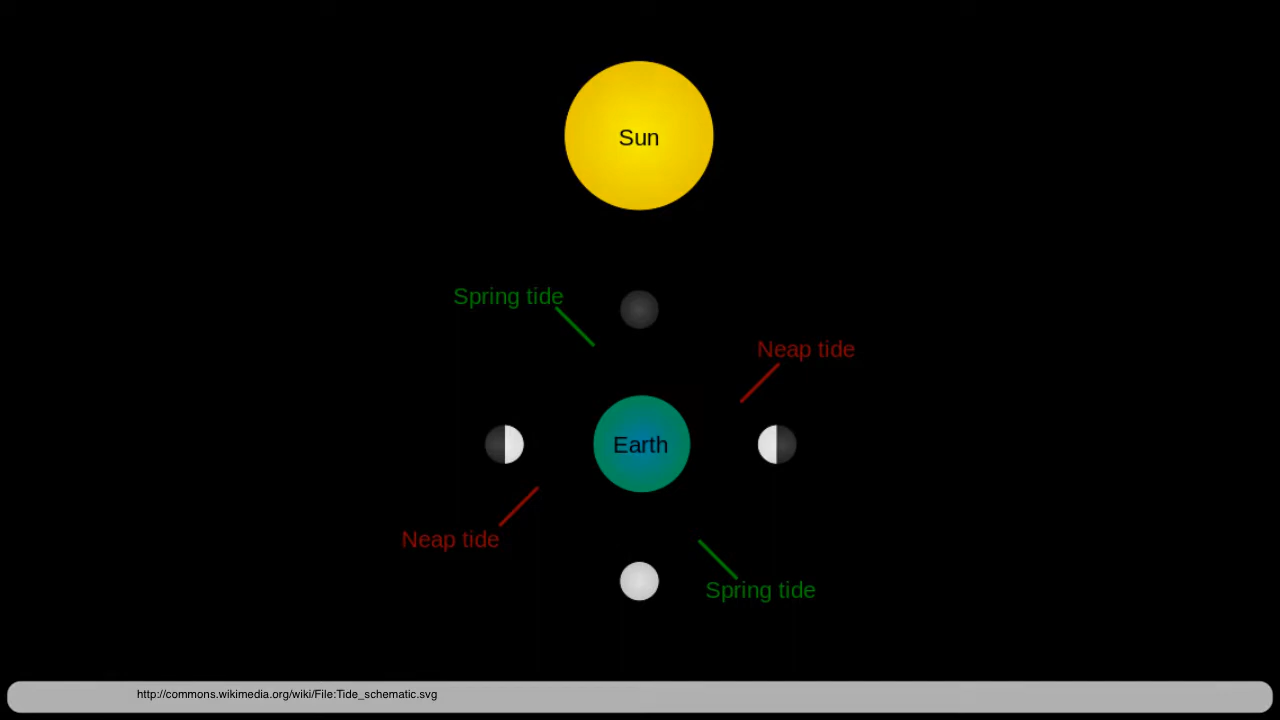 Sun
Spring tide
Neap tide
Earth
Neap tide
Spring tide
http://commons.wikimedia.org/wiki/File:Tide_schematic.svg